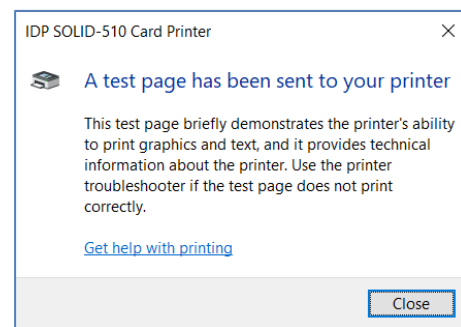 IDP SOLID-510 Card Printer
A test page has been sent to your printer
This test page briefly demonstrates the printer's ability
to print graphics and text, and it provides technical
information about the printer. Use the printer
troubleshooter if the test page does not print
correctly.
Get help with printing
Close